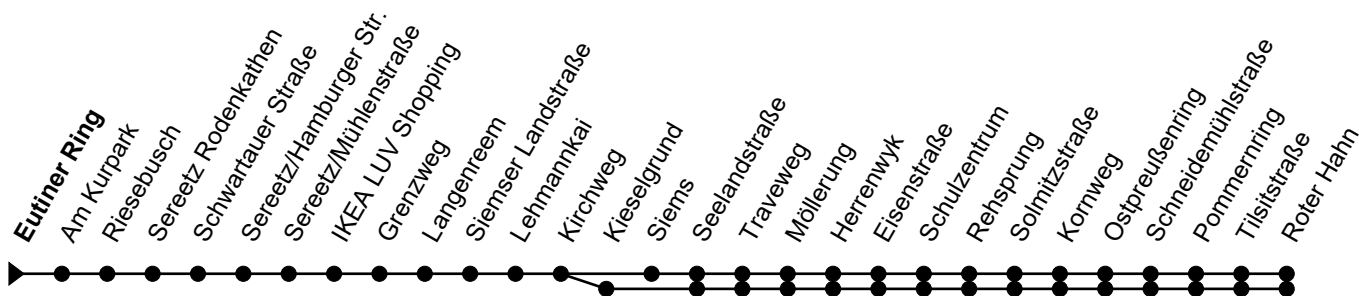 Eutiner Ring
Am Kurpark
Riesebusch
Sereetz Rodenkathen
Schwartauer Straße
Sereetz/Hamburger Str.
Sereetz/Mühlenstraße
IKEA LUV Shopping
Grenzweg
Langenreem
Siemser Landstraße
Lehmannkai
Kirchweg
Kieselgrund
Siems
Seelandstraße
Traveweg
Möllerung
Herrenwyk
Eisenstraße
Schulzentrum
Rehsprung
Solmitzstraße
Kornweg
Ostpreußenring
Schneidemühlstraße
Pommernring
Tilsitstraße
Roter Hahn